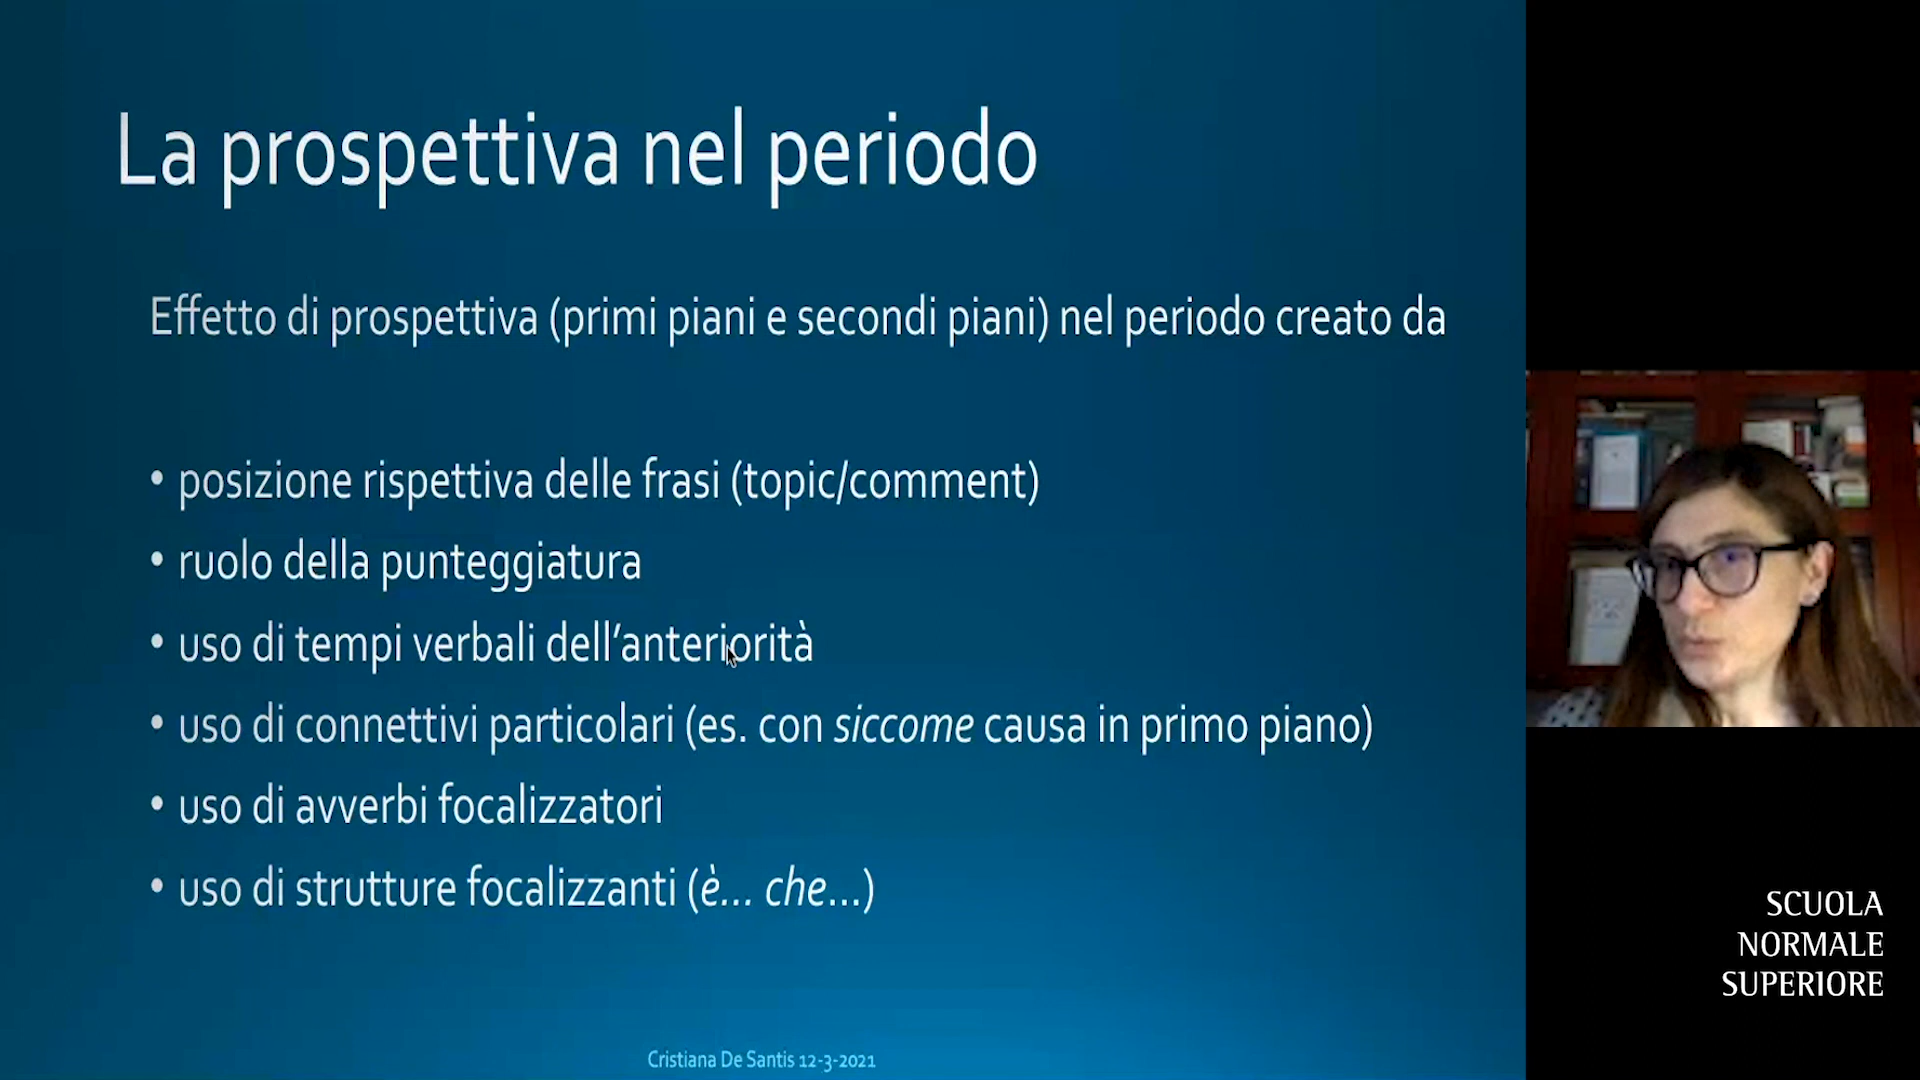 La prospettiva nel periodo
Effetto di prospettiva (primi piani e secondi piani) nel periodo creato da
• posizione rispettiva delle frasi (topic/comment)
• ruolo della punteggiatura
• uso di tempi verbali dell’anteriorità
• uso di connettivi particolari (es. con siccome causa in primo piano)
• uso di avverbi focalizzatori
• uso di strutture focalizzanti (è... che...)
Cristiana De Santis 12-3-2021
SCUOLA
NORMALE
SUPERIORE